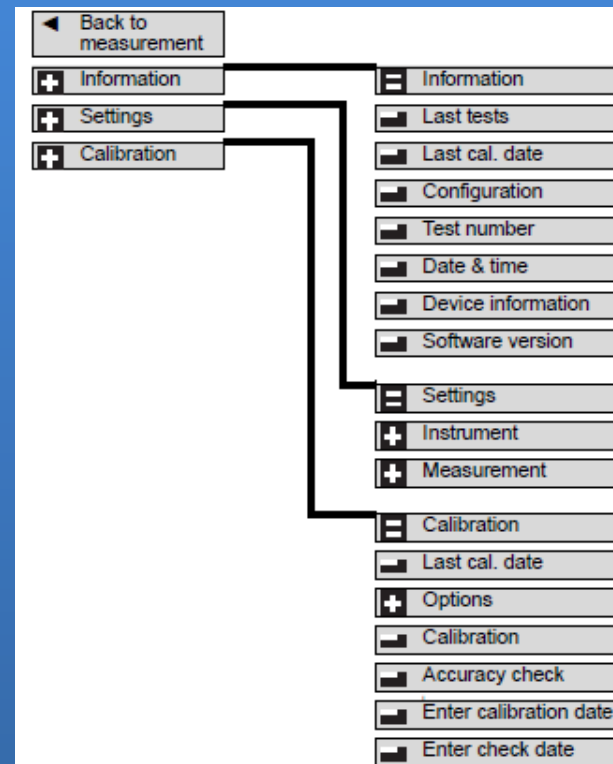 Back to
measurement
Information
Settings
Calibration
Information
Last tests
Last cal. date
Configuration
Test number
Date & time
Device information
Software version
Settings
Instrument
Measurement
Calibration
Last cal. date
Options
Calibration
Accuracy check
Enter calibration date
Enter check date